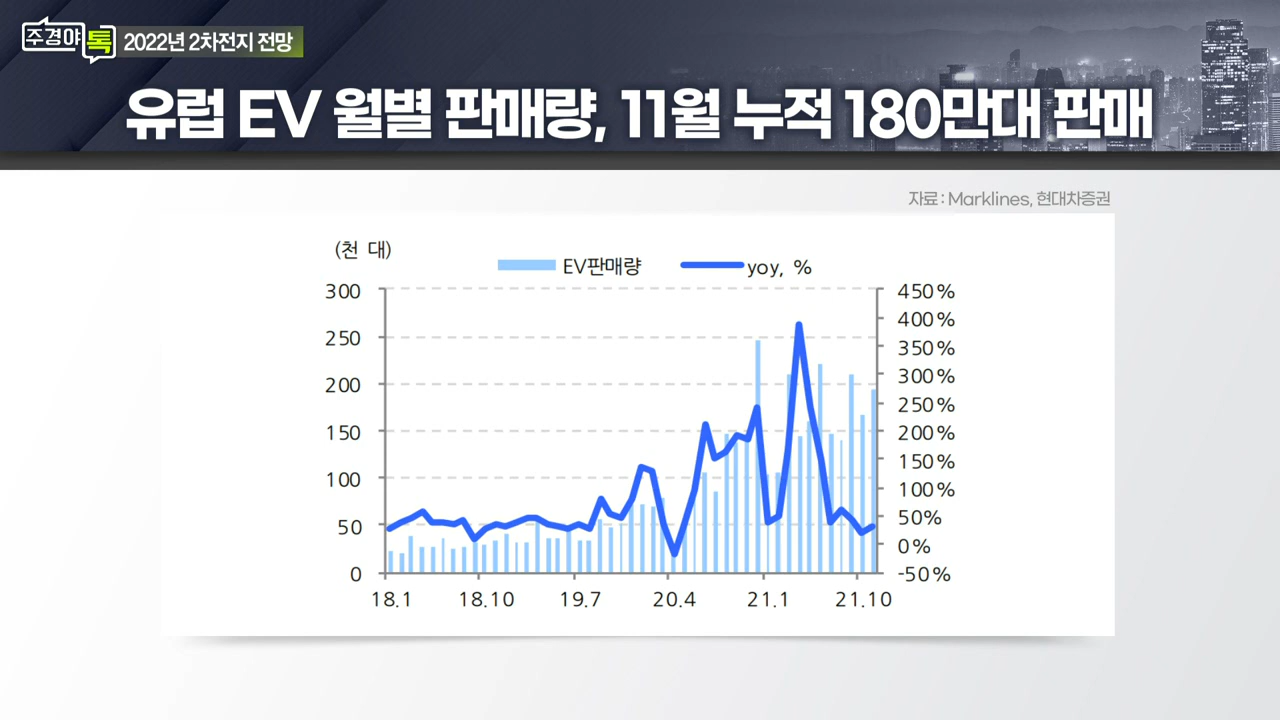 주경야톡 2022년 2차전지 전망
유럽 EV 월별 판매량, 11월 누적 180만대 판매
자료 : Marklines, 현대차증권
(천 대)
EV판매량 yoy, %
300 450%
400%
250 350%
200 300%
250%
150 200%
150%
100 100%
50 50%
0%
0 -50%
18.1 18.10 19.7 20.4 21.1 21.10